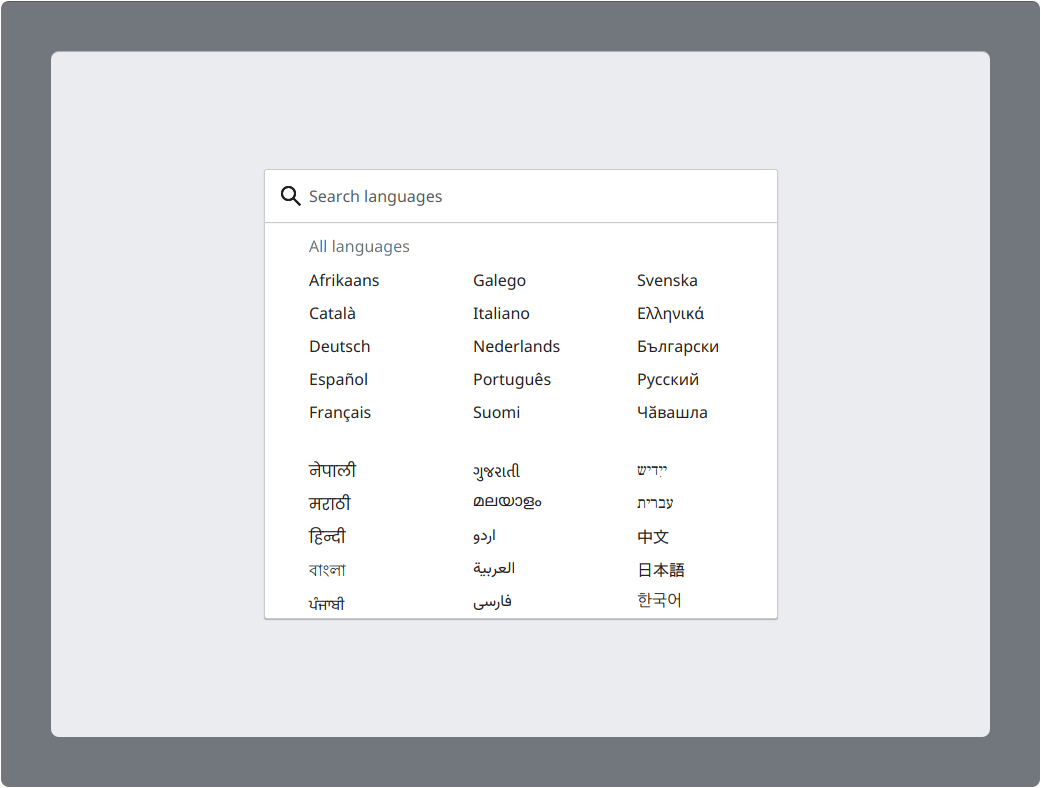 Search languages
All languages
Afrikaans
Català
Deutsch
Español
Français
Galego
Italiano
Nederlands
Português
Suomi
Svenska
Ελληνικά
Български
Русский
Чӑвашла
नेपाली
मराठी
हिन्दी
বাংলা
ਪੰਜਾਬੀ
ગુજરાતી
മലയാളം
اردو
العربية
فارسی
ייִדיש
עברית
中文
日本語
한국어